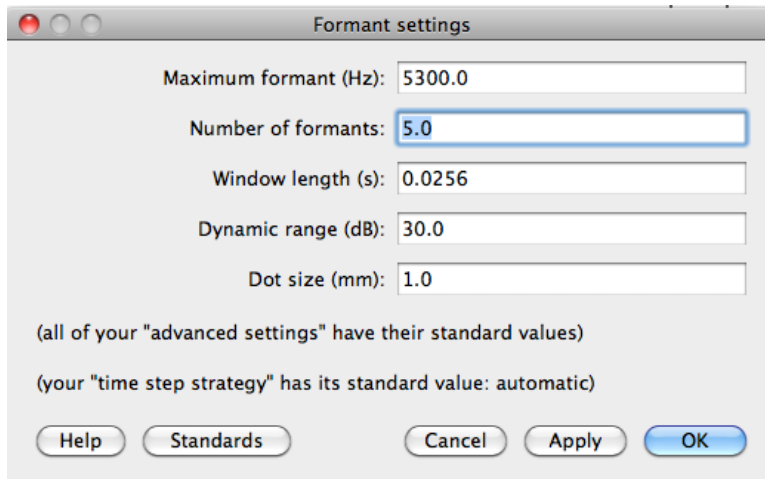 Formant settings
Maximum formant (Hz): 5300.0
Number of formants: 5.0
Window length (s): 0.0256
Dynamic range (dB): 30.0
Dot size (mm): 1.0
(all of your "advanced settings" have their standard values)
(your "time step strategy" has its standard value: automatic)
Help Standards Cancel Apply OK